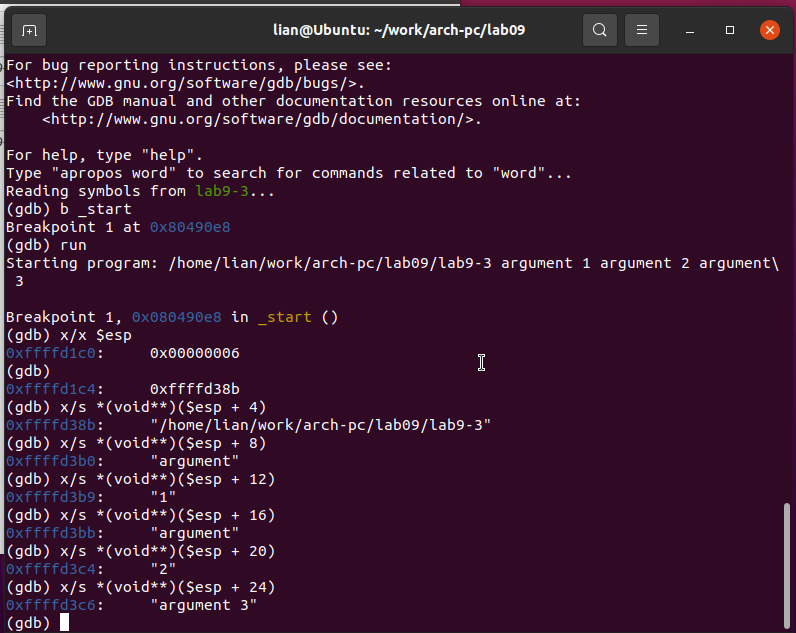 lian@Ubuntu: ~/work/arch-pc/lab09
For bug reporting instructions, please see:
<http://www.gnu.org/software/gdb/bugs/>.
Find the GDB manual and other documentation resources online at:
    <http://www.gnu.org/software/gdb/documentation/>.

For help, type "help".
Type "apropos word" to search for commands related to "word"...
Reading symbols from lab9-3...
(gdb) b _start
Breakpoint 1 at 0x80490e8
(gdb) run
Starting program: /home/lian/work/arch-pc/lab09/lab9-3 argument 1 argument 2 argument\
 3

Breakpoint 1, 0x080490e8 in _start ()
(gdb) x/x $esp
0xffffd1c0:     0x00000006
(gdb)
0xffffd1c4:     0xffffd38b
(gdb) x/s *(void**)($esp + 4)
0xffffd38b:     "/home/lian/work/arch-pc/lab09/lab9-3"
(gdb) x/s *(void**)($esp + 8)
0xffffd3b0:     "argument"
(gdb) x/s *(void**)($esp + 12)
0xffffd3b9:     "1"
(gdb) x/s *(void**)($esp + 16)
0xffffd3bb:     "argument"
(gdb) x/s *(void**)($esp + 20)
0xffffd3c4:     "2"
(gdb) x/s *(void**)($esp + 24)
0xffffd3c6:     "argument 3"
(gdb)